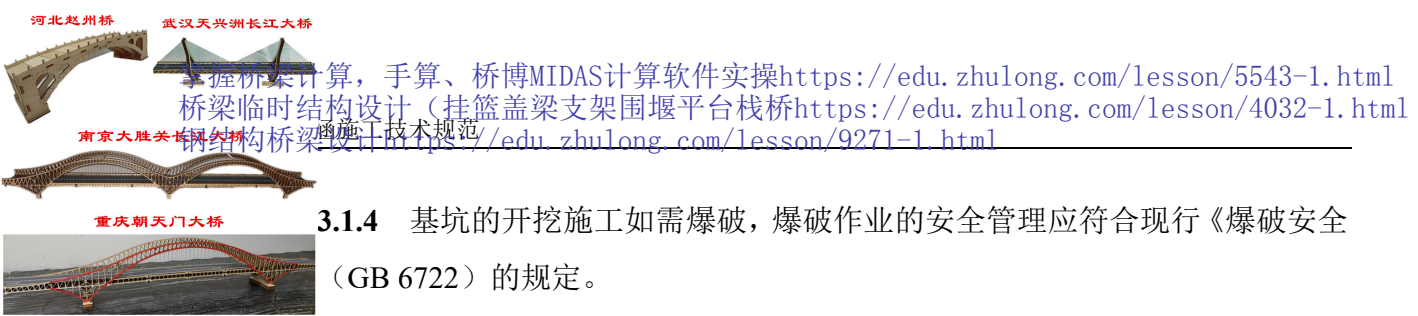 河北赵州桥
武汉天兴洲长江大桥
掌握桥梁计算，手算、桥博MIDAS计算软件实操https://edu.zhulong.com/lesson/5543-1.html
桥梁临时结构设计（挂篮盖梁支架围堰平台栈桥https://edu.zhulong.com/lesson/4032-1.html
南京大胜关长江大桥
钢结构桥梁设计https://edu.zhulong.com/lesson/9271-1.html
涵施工技术规范
重庆朝天门大桥
3.1.4 基坑的开挖施工如需爆破，爆破作业的安全管理应符合现行《爆破安全
（GB 6722）的规定。